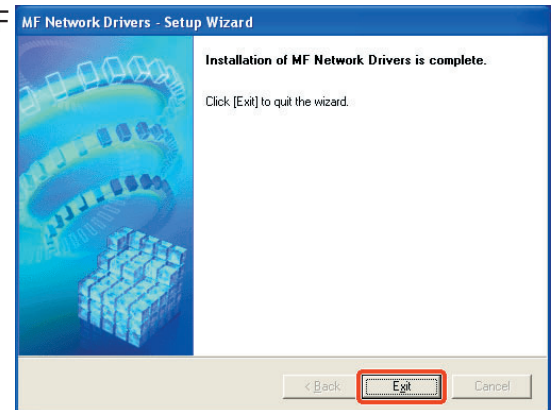 MF Network Drivers - Setup Wizard
Installation of MF Network Drivers is complete.
Click [Exit] to quit the wizard.
< Back
Exit
Cancel